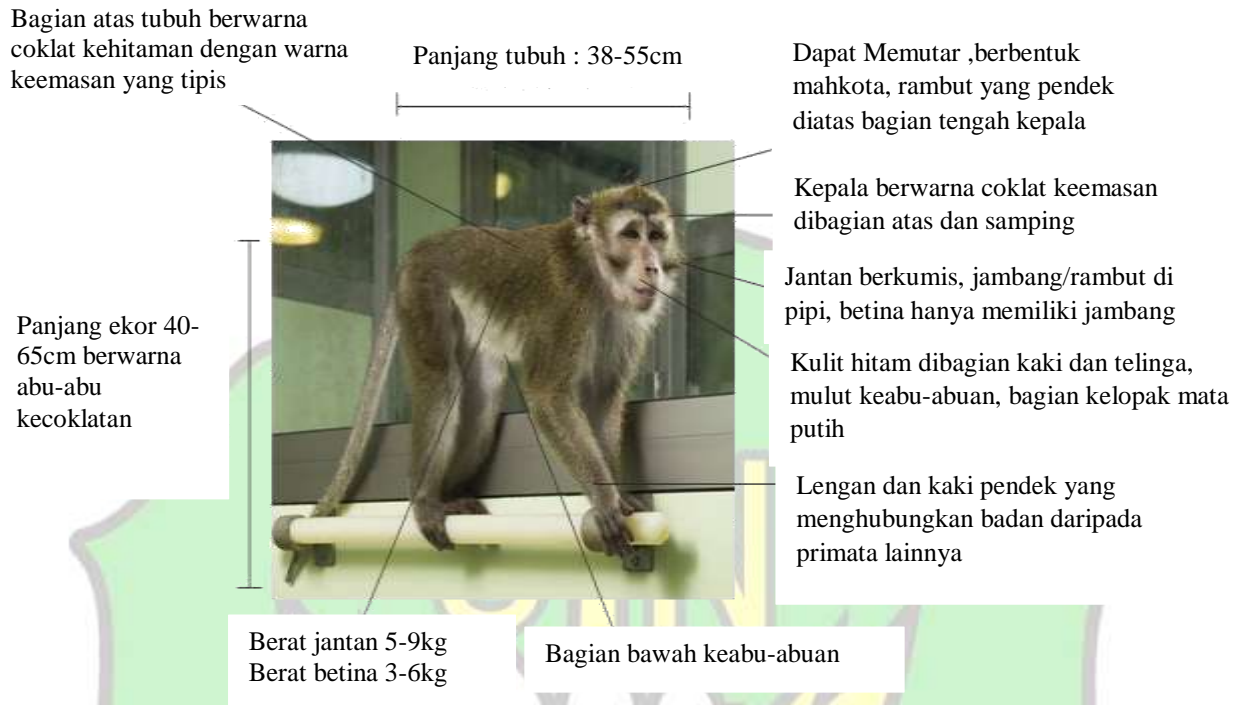 Bagian atas tubuh berwarna
coklat kehitaman dengan warna
keemasan yang tipis
Panjang tubuh : 38-55cm
Dapat Memutar ,berbentuk
mahkota, rambut yang pendek
diatas bagian tengah kepala
Kepala berwarna coklat keemasan
dibagian atas dan samping
Jantan berkumis, jambang/rambut di
pipi, betina hanya memiliki jambang
Panjang ekor 40-
65cm berwarna
abu-abu
kecoklatan
Kulit hitam dibagian kaki dan telinga,
mulut keabu-abuan, bagian kelopak mata
putih
Lengan dan kaki pendek yang
menghubungkan badan daripada
primata lainnya
Berat jantan 5-9kg
Berat betina 3-6kg
Bagian bawah keabu-abuan